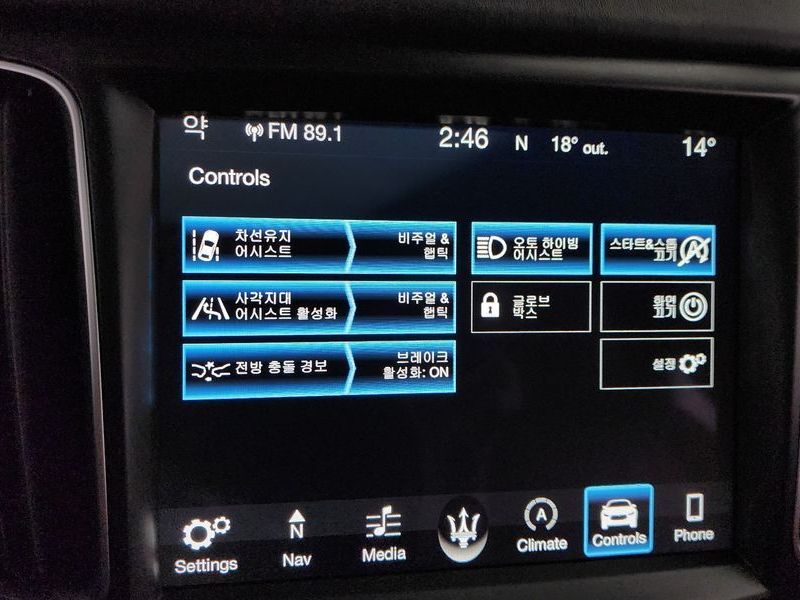 약 FM 89.1 2:46 N 18° out. 14°
Controls
차선유지
어시스트
비주얼 &
햅틱
오토 하이빔
어시스트
스타트&스톱
끄기
사각지대
어시스트 활성화
비주얼 &
햅틱
글로브
박스
화면
끄기
전방 충돌 경보
브레이크
활성화: ON
설정
Settings
N
Nav
Media
A
Climate
Controls
Phone